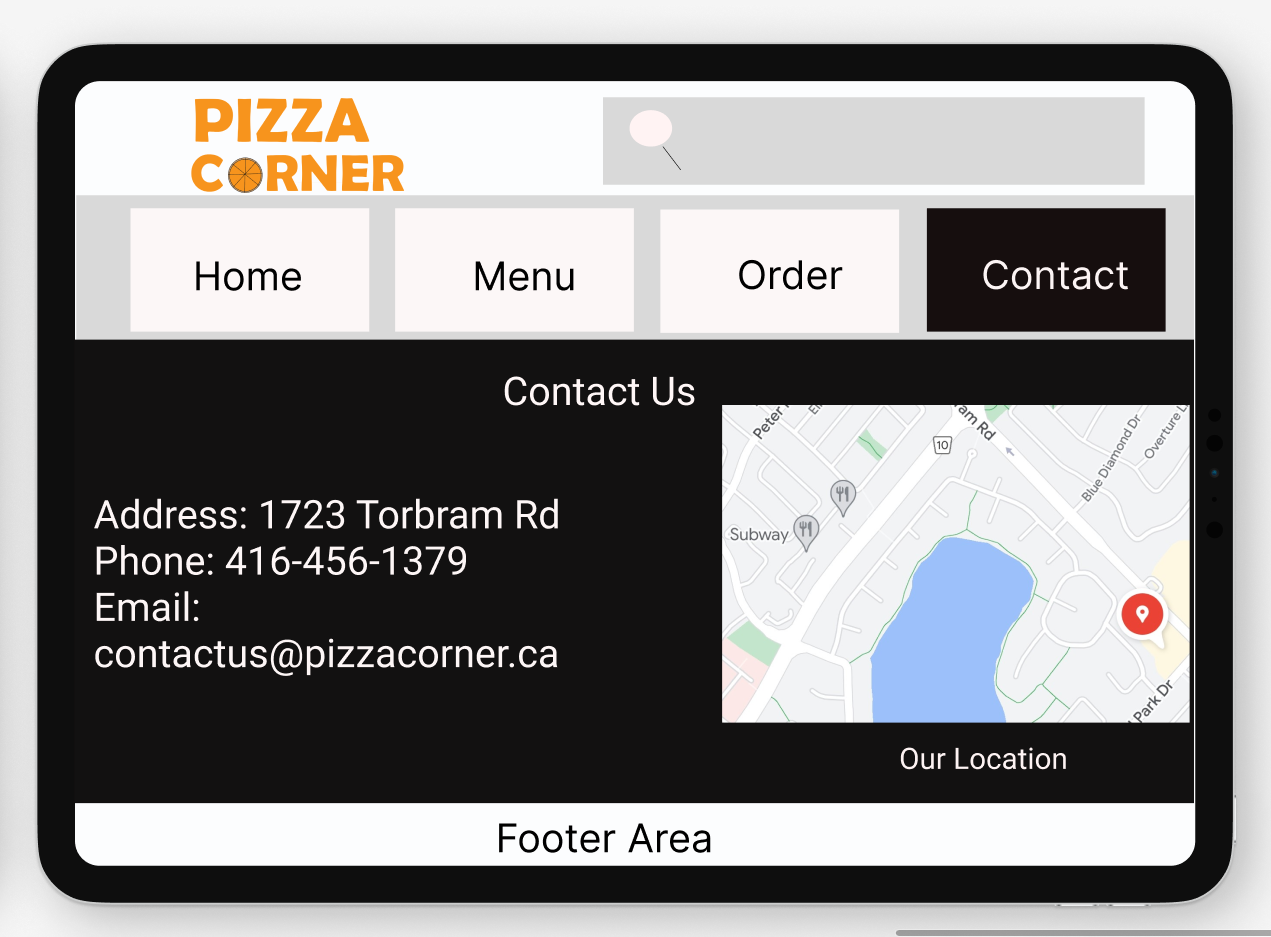 PIZZA
CORNER
Home
Menu
Order
Contact
Contact Us
Address: 1723 Torbram Rd
Phone: 416-456-1379
Email:
contactus@pizzacorner.ca
Peter
10
ram Rd
Blue Diamond Dr
Overture L
Subway
Park Dr
Our Location
Footer Area